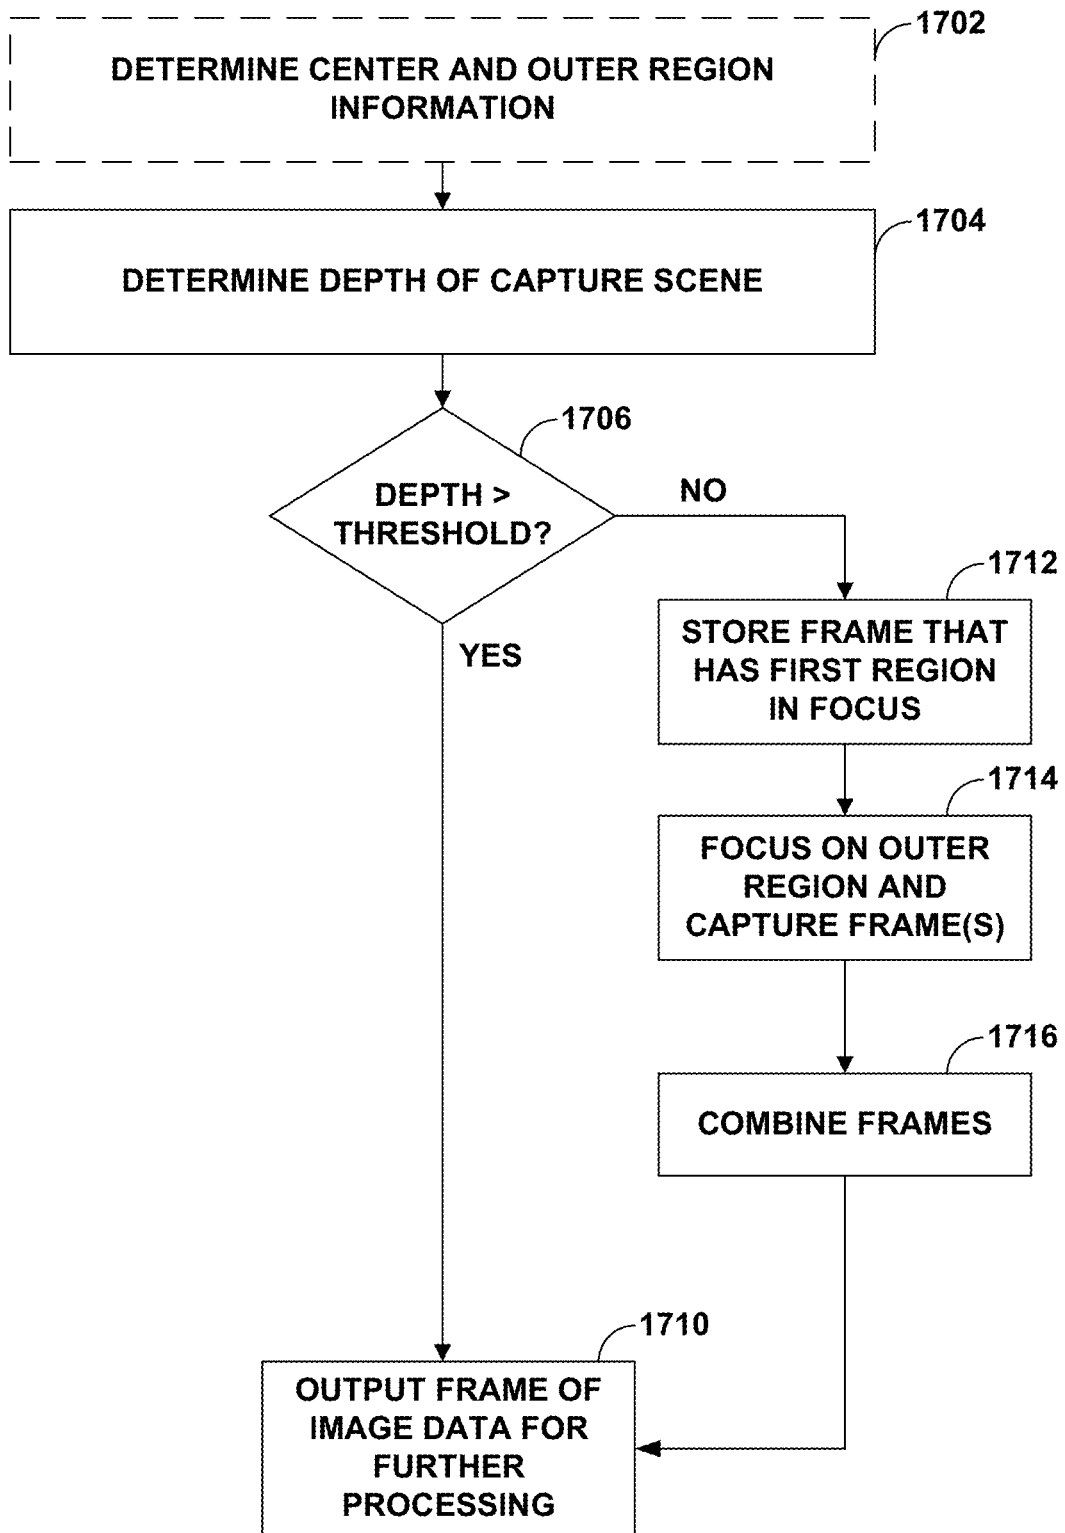 1702
DETERMINE CENTER AND OUTER REGION
INFORMATION
1704
DETERMINE DEPTH OF CAPTURE SCENE
1706
DEPTH >
THRESHOLD?
NO
YES
1712
STORE FRAME THAT
HAS FIRST REGION
IN FOCUS
1714
FOCUS ON OUTER
REGION AND
CAPTURE FRAME(S)
1716
COMBINE FRAMES
1710
OUTPUT FRAME OF
IMAGE DATA FOR
FURTHER
PROCESSING